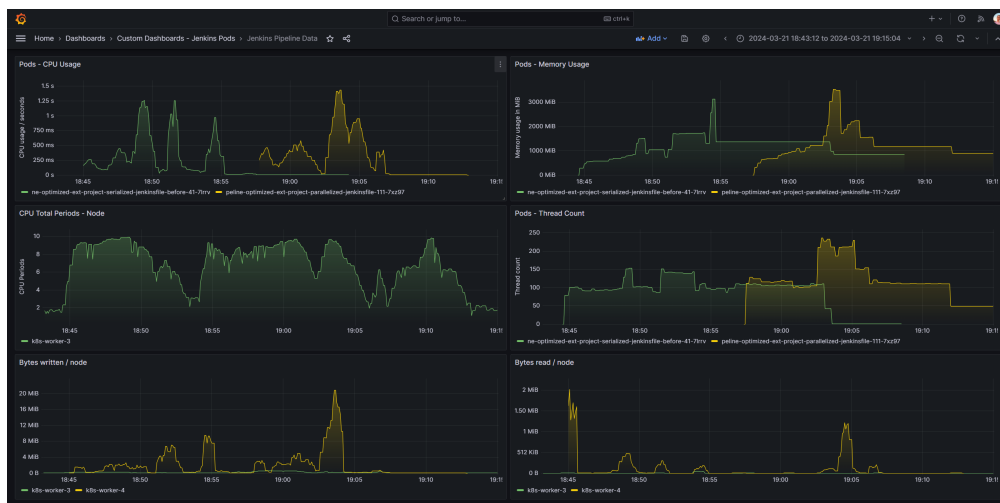 Search or jump to...
ctrl+k
Home › Dashboards › Custom Dashboards - Jenkins Pods › Jenkins Pipeline Data
Add
2024-03-21 18:43:12 to 2024-03-21 19:15:04
Pods - CPU Usage
CPU usage / seconds
1.5 s
1.25 s
1 s
750 ms
500 ms
250 ms
0 s
18:45 18:50 18:55 19:00 19:05 19:10 19:1
ne-optimized-ext-project-serialized-jenkinsfile-before-41-7lrrv peline-optimized-ext-project-parallelized-jenkinsfile-111-7xz97
Pods - Memory Usage
Memory usage in MiB
3000 MiB
2000 MiB
1000 MiB
0 MiB
18:45 18:50 18:55 19:00 19:05 19:10 19:1
ne-optimized-ext-project-serialized-jenkinsfile-before-41-7lrrv peline-optimized-ext-project-parallelized-jenkinsfile-111-7xz97
CPU Total Periods - Node
CPU Periods
10
8
6
4
2
18:45 18:50 18:55 19:00 19:05 19:10 19:1
k8s-worker-3
Pods - Thread Count
Thread count
250
200
150
100
50
0
18:45 18:50 18:55 19:00 19:05 19:10 19:1
ne-optimized-ext-project-serialized-jenkinsfile-before-41-7lrrv peline-optimized-ext-project-parallelized-jenkinsfile-111-7xz97
Bytes written / node
20 MiB
16 MiB
12 MiB
8 MiB
4 MiB
0 B
18:45 18:50 18:55 19:00 19:05 19:10 19:1
k8s-worker-3 k8s-worker-4
Bytes read / node
2 MiB
1.50 MiB
1 MiB
512 KiB
0 B
18:45 18:50 18:55 19:00 19:05 19:10 19:1
k8s-worker-3 k8s-worker-4